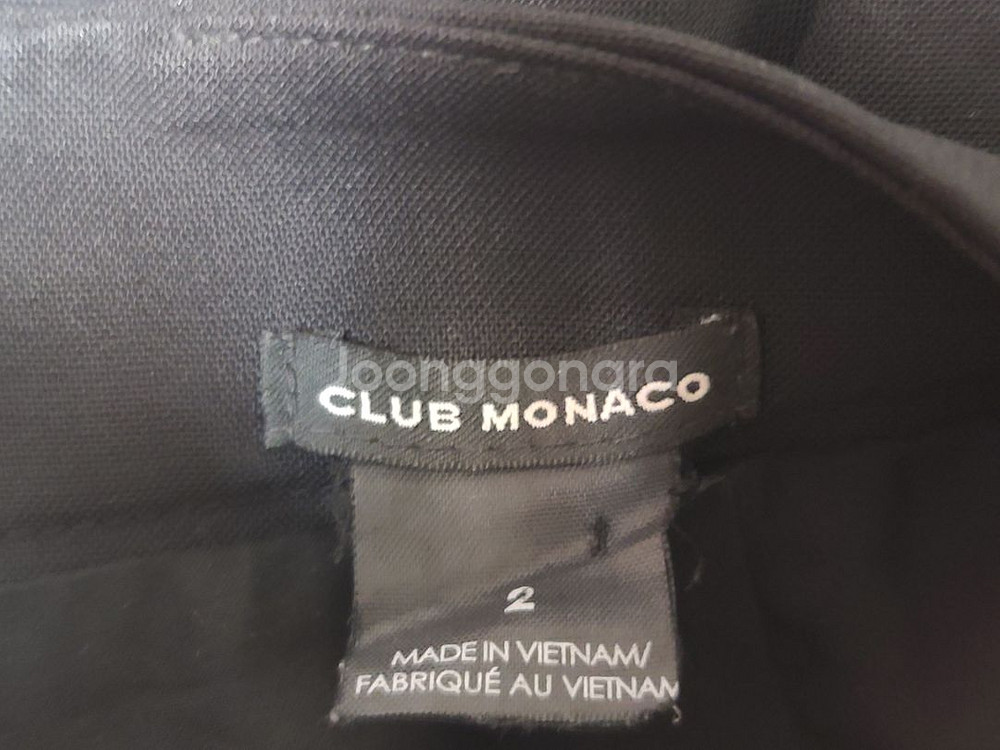 Joonggonara
CLUB MONACO
2
MADE IN VIETNAM/
FABRIQUÉ AU VIETNAM